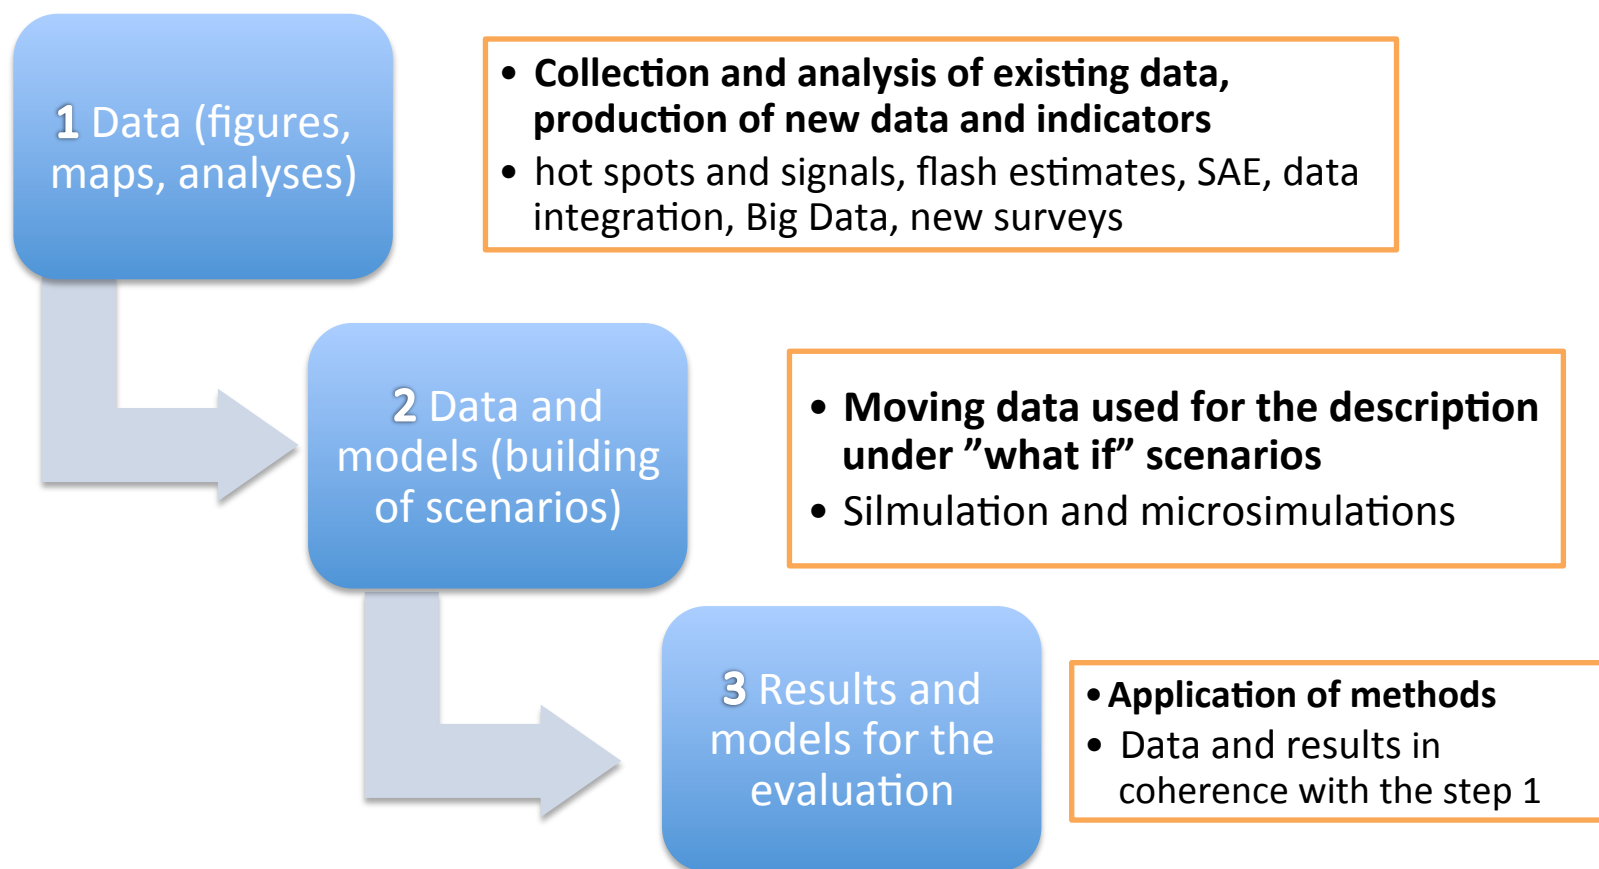 1 Data (figures,
maps, analyses)
• Collection and analysis of existing data,
production of new data and indicators
• hot spots and signals, flash estimates, SAE, data
integration, Big Data, new surveys
2 Data and
models (building
of scenarios)
• Moving data used for the description
under ”what if” scenarios
• Silmulation and microsimulations
3 Results and
models for the
evaluation
• Application of methods
• Data and results in
coherence with the step 1